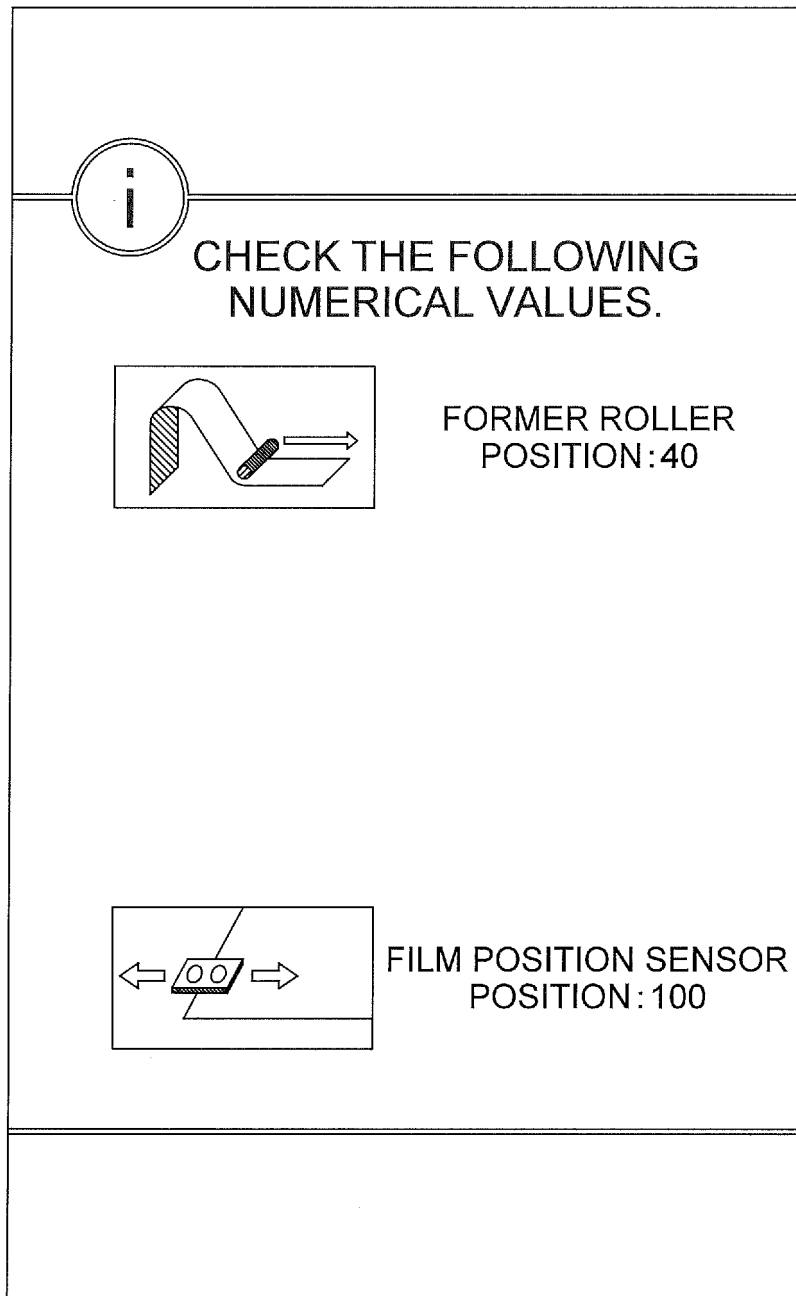 i
CHECK THE FOLLOWING
NUMERICAL VALUES.
FORMER ROLLER
POSITION:40
FILM POSITION SENSOR
POSITION:100